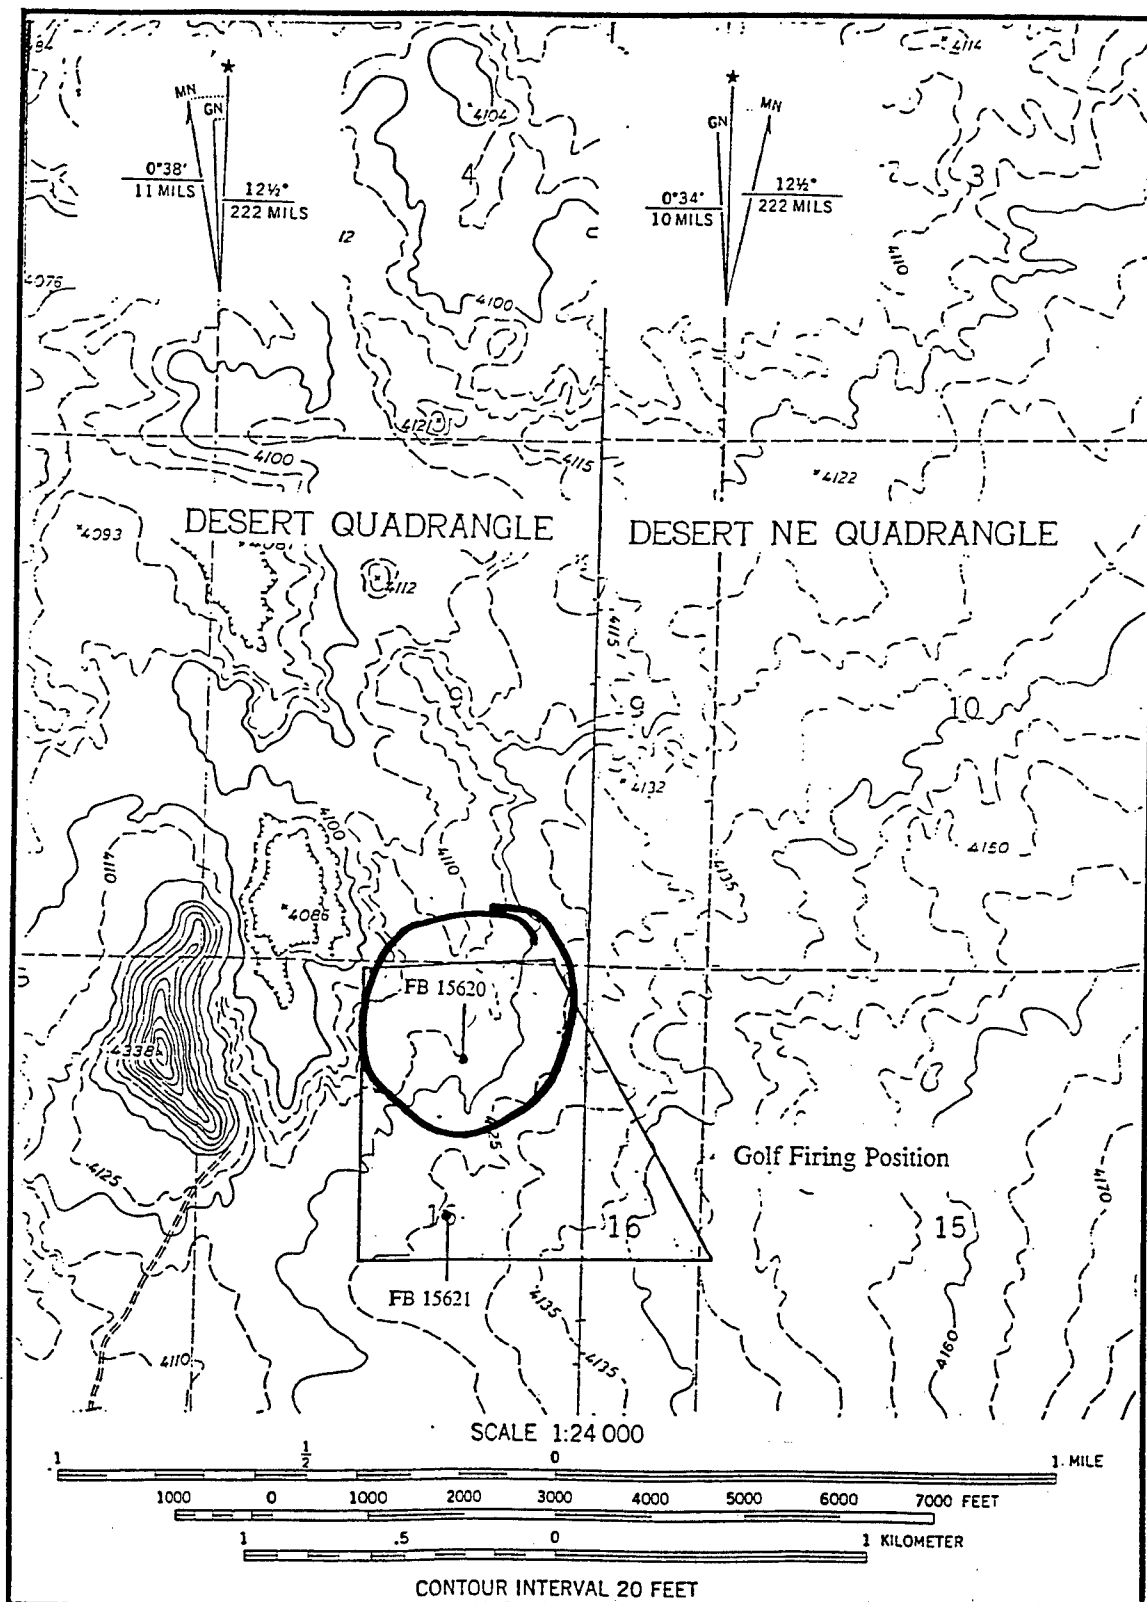 4114
MN
GN
MN
GN
4104
4
3
0°38'
11 MILS
12½°
222 MILS
0°34'
10 MILS
12½°
222 MILS
12
4110
4076
4100
4121
4100
4115
4122
4093
DESERT QUADRANGLE
DESERT NE QUADRANGLE
4112
4115
9
9
10
4132
4100
4110
4110
4150
4135
4086
FB 15620
4338
4125
4125
Golf Firing Position
4170
16
15
FB 15621
4135
4110
4135
4160
SCALE 1:24 000
1
½
0
1 MILE
1000 0 1000 2000 3000 4000 5000 6000 7000 FEET
1 .5 0 1 KILOMETER
CONTOUR INTERVAL 20 FEET